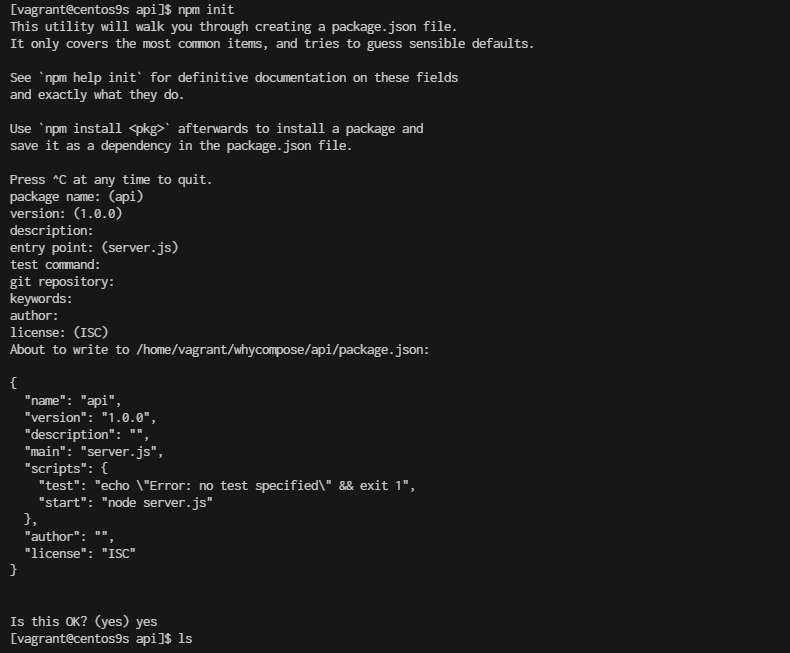 [vagrant@centos9s api]$ npm init
This utility will walk you through creating a package.json file.
It only covers the most common items, and tries to guess sensible defaults.
See `npm help init` for definitive documentation on these fields
and exactly what they do.
Use `npm install <pkg>` afterwards to install a package and
save it as a dependency in the package.json file.
Press ^C at any time to quit.
package name: (api)
version: (1.0.0)
description:
entry point: (server.js)
test command:
git repository:
keywords:
author:
license: (ISC)
About to write to /home/vagrant/whycompose/api/package.json:
{
  "name": "api",
  "version": "1.0.0",
  "description": "",
  "main": "server.js",
  "scripts": {
    "test": "echo \"Error: no test specified\" && exit 1",
    "start": "node server.js"
  },
  "author": "",
  "license": "ISC"
}
Is this OK? (yes) yes
[vagrant@centos9s api]$ ls